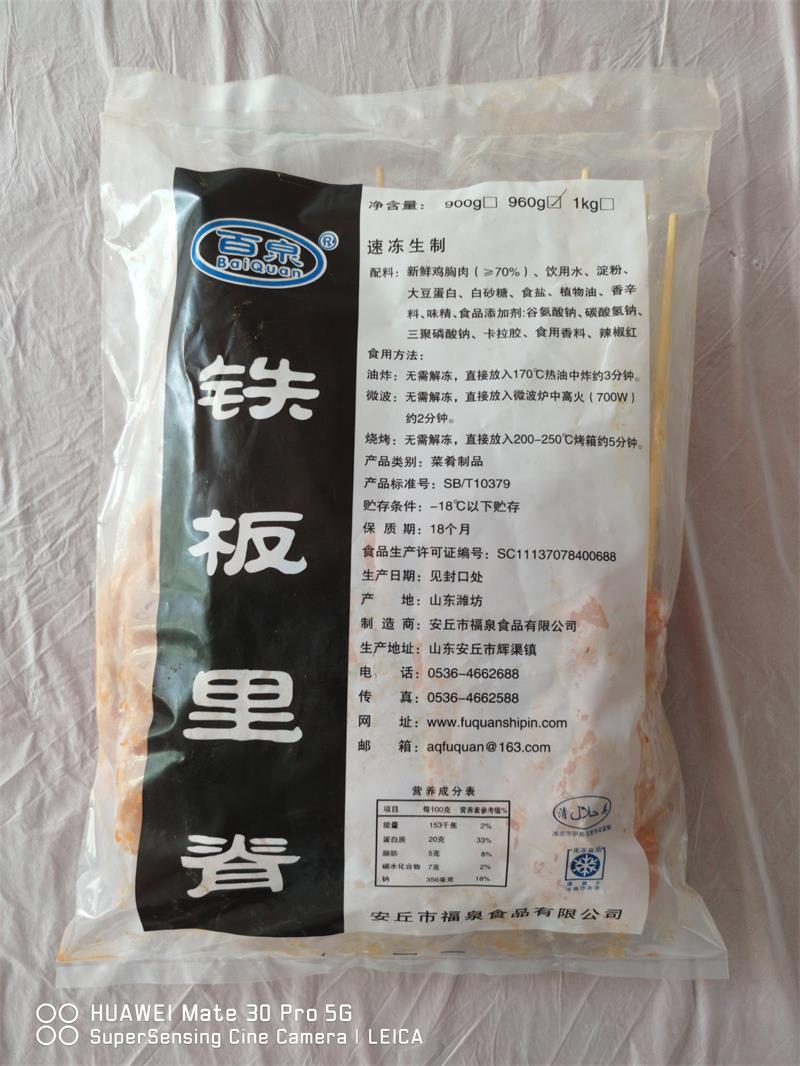 百泉®
BaiQuan
铁板里脊
净含量： 900g□ 960g☑ 1kg□
速冻生制
配料：新鲜鸡胸肉（≥70%）、饮用水、淀粉、
大豆蛋白、白砂糖、食盐、植物油、香辛
料、味精、食品添加剂:谷氨酸钠、碳酸氢钠、
三聚磷酸钠、卡拉胶、食用香料、辣椒红
食用方法：
油炸：无需解冻，直接放入170℃热油中炸约3分钟。
微波：无需解冻，直接放入微波炉中高火（700W）
约2分钟。
烧烤：无需解冻，直接放入200-250℃烤箱约5分钟。
产品类别：菜肴制品
产品标准号：SB/T10379
贮存条件：-18℃以下贮存
保质期：18个月
食品生产许可证编号：SC11137078400688
生产日期：见封口处
产地：山东潍坊
制造商：安丘市福泉食品有限公司
生产地址：山东安丘市辉渠镇
电话：0536-4662688
传真：0536-4662588
网址：www.fuquanshipin.com
邮箱：aqfuquan@163.com
营养成分表
项目 每100克 营养素参考值%
能量 153千焦 2%
蛋白质 20克 33%
脂肪 5克 8%
碳水化合物 7克 2%
钠 356毫克 18%
清
速冻食品
安丘市福泉食品有限公司
HUAWEI Mate 30 Pro 5G
SuperSensing Cine Camera | LEICA